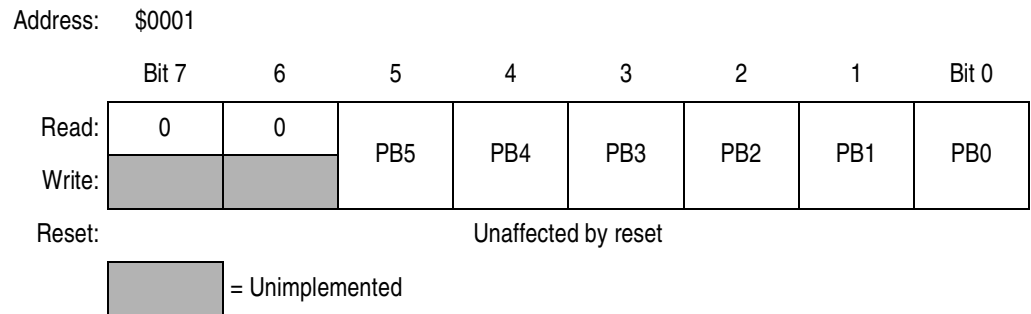 Address: $0001
Bit 7 6 5 4 3 2 1 Bit 0
Read: 0 0
PB5 PB4 PB3 PB2 PB1 PB0
Write:
Reset: Unaffected by reset
= Unimplemented